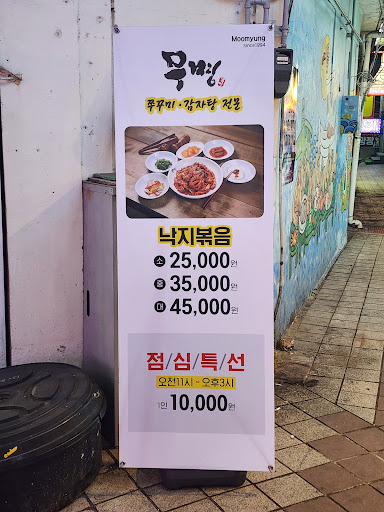 Moomyung
since1994
무명
쭈꾸미·감자탕 전문
낙지볶음
소 25,000원
중 35,000원
대 45,000원
점/심/특/선
오전11시 - 오후3시
1인 10,000원